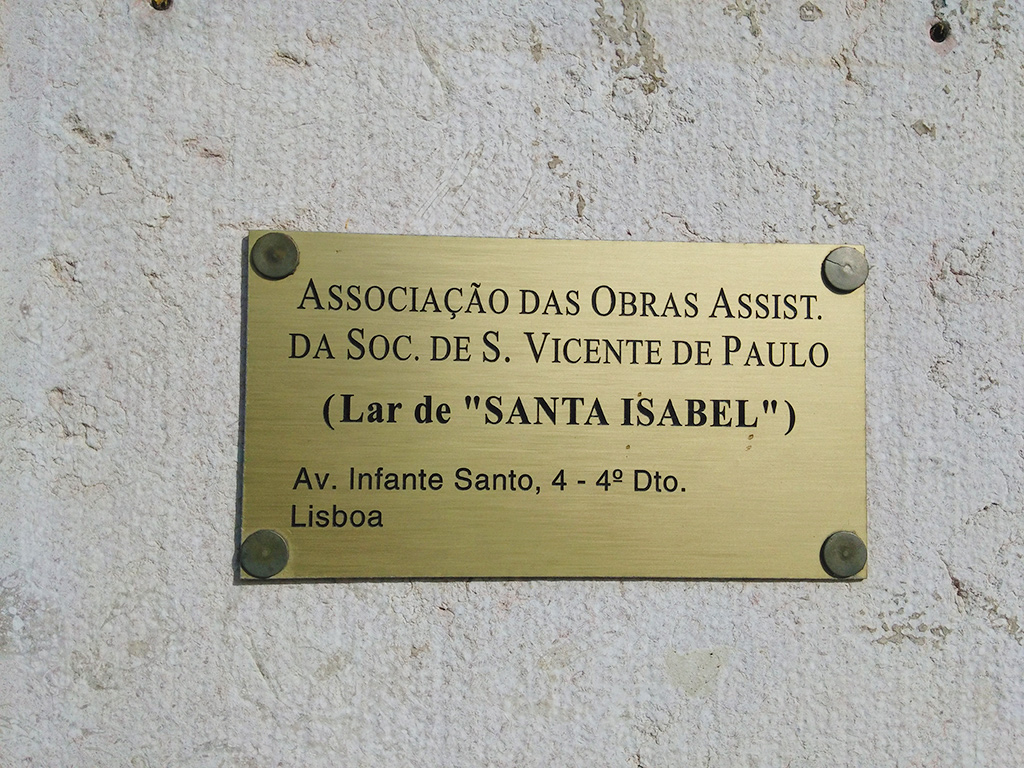 ASSOCIAÇÃO DAS OBRAS ASSIST.
DA SOC. DE S. VICENTE DE PAULO
(Lar de "SANTA ISABEL")
Av. Infante Santo, 4 - 4º Dto.
Lisboa